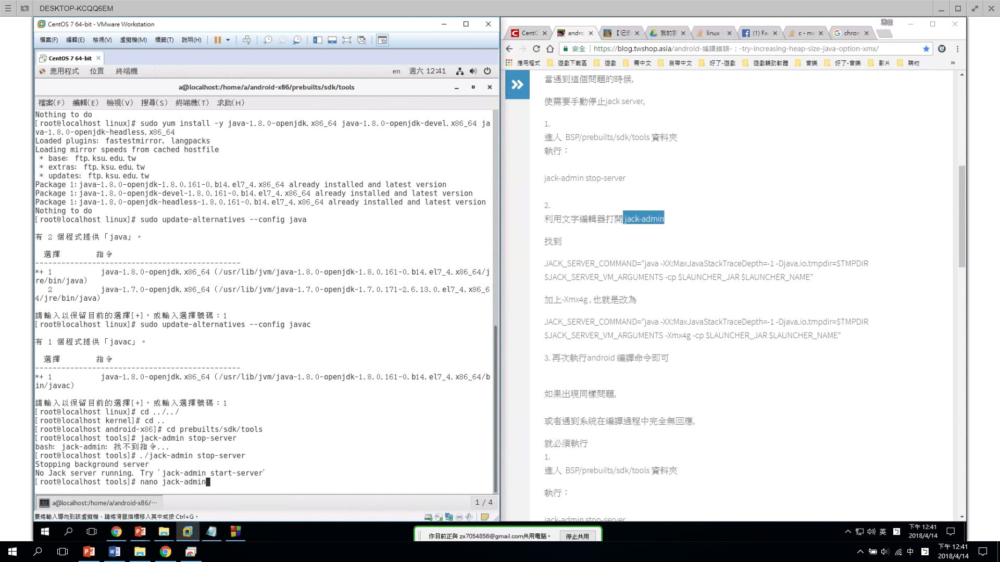 DESKTOP-KCQQ6EM
CentOS 7 64-bit - VMware Workstation
檔案(F) 編輯(E) 檢視(V) 虛擬機(M) 標籤(T) 說明(H)
CentOS 7 64-bit
應用程式 位置 終端機 en 週六 12:41
a@localhost:/home/a/android-x86/prebuilts/sdk/tools
檔案(F) 編輯(E) 檢視(V) 搜尋(S) 終端機(T) 求助(H)
Nothing to do
[root@localhost linux]# sudo yum install -y java-1.8.0-openjdk.x86_64 java-1.8.0-openjdk-devel.x86_64 ja
va-1.8.0-openjdk-headless.x86_64
Loaded plugins: fastestmirror, langpacks
Loading mirror speeds from cached hostfile
* base: ftp.ksu.edu.tw
* extras: ftp.ksu.edu.tw
* updates: ftp.ksu.edu.tw
Package 1:java-1.8.0-openjdk-1.8.0.161-0.b14.el7_4.x86_64 already installed and latest version
Package 1:java-1.8.0-openjdk-devel-1.8.0.161-0.b14.el7_4.x86_64 already installed and latest version
Package 1:java-1.8.0-openjdk-headless-1.8.0.161-0.b14.el7_4.x86_64 already installed and latest version
Nothing to do
[root@localhost linux]# sudo update-alternatives --config java
有 2 個程式提供「java」。
選擇 指令
-----------------------------------------------
*+ 1 java-1.8.0-openjdk.x86_64 (/usr/lib/jvm/java-1.8.0-openjdk-1.8.0.161-0.b14.el7_4.x86_64/j
re/bin/java)
2 java-1.7.0-openjdk.x86_64 (/usr/lib/jvm/java-1.7.0-openjdk-1.7.0.171-2.6.13.0.el7_4.x86_6
4/jre/bin/java)
請輸入以保留目前的選擇[+]，或輸入選擇號碼：1
[root@localhost linux]# sudo update-alternatives --config javac
有 1 個程式提供「javac」。
選擇 指令
-----------------------------------------------
*+ 1 java-1.8.0-openjdk.x86_64 (/usr/lib/jvm/java-1.8.0-openjdk-1.8.0.161-0.b14.el7_4.x86_64/b
in/javac)
請輸入以保留目前的選擇[+]，或輸入選擇號碼：1
[root@localhost linux]# cd ../../
[root@localhost kernel]# cd ..
[root@localhost android-x86]# cd prebuilts/sdk/tools
[root@localhost tools]# jack-admin stop-server
bash: jack-admin: 找不到指令...
[root@localhost tools]# ./jack-admin stop-server
Stopping background server
No Jack server running. Try 'jack-admin start-server'
[root@localhost tools]# nano jack-admin
a@localhost:/home/a/android-x86/… 1 / 4
要將輸入導向到該虛擬機，請將滑鼠指標移入其中或按 Ctrl+G。
CentC andro 【记录 我的雲 linux - (1) Fa c - ma chron
安全 https://blog.twshop.asia/android-編譯錯誤-：-try-increasing-heap-size-java-option-xmx/
應用程式 遊戲下載區 遊戲 需中文 自帶中文 好了-遊戲 遊戲輔助軟體 音樂 好了-音樂 影片 購物 »
當遇到這個問題的時候,
使需要手動停止jack server,
1.
進入 BSP/prebuilts/sdk/tools 資料夾
執行：
jack-admin stop-server
2.
利用文字編輯器打開 jack-admin
找到
JACK_SERVER_COMMAND="java -XX:MaxJavaStackTraceDepth=-1 -Djava.io.tmpdir=$TMPDIR
$JACK_SERVER_VM_ARGUMENTS -cp $LAUNCHER_JAR $LAUNCHER_NAME"
加上-Xmx4g , 也就是改為
JACK_SERVER_COMMAND="java -XX:MaxJavaStackTraceDepth=-1 -Djava.io.tmpdir=$TMPDIR
$JACK_SERVER_VM_ARGUMENTS -Xmx4g -cp $LAUNCHER_JAR $LAUNCHER_NAME"
3. 再次執行android 編譯命令即可
如果出現同樣問題,
或者遇到系統在編譯過程中完全無回應,
就必須執行
1.
進入 BSP/prebuilts/sdk/tools 資料夾
執行：
jack-admin stop-server
你目前正與 zx7054856@gmail.com共用電腦。 停止共用
英 下午 12:41
2018/4/14
中 下午 12:41
2018/4/14